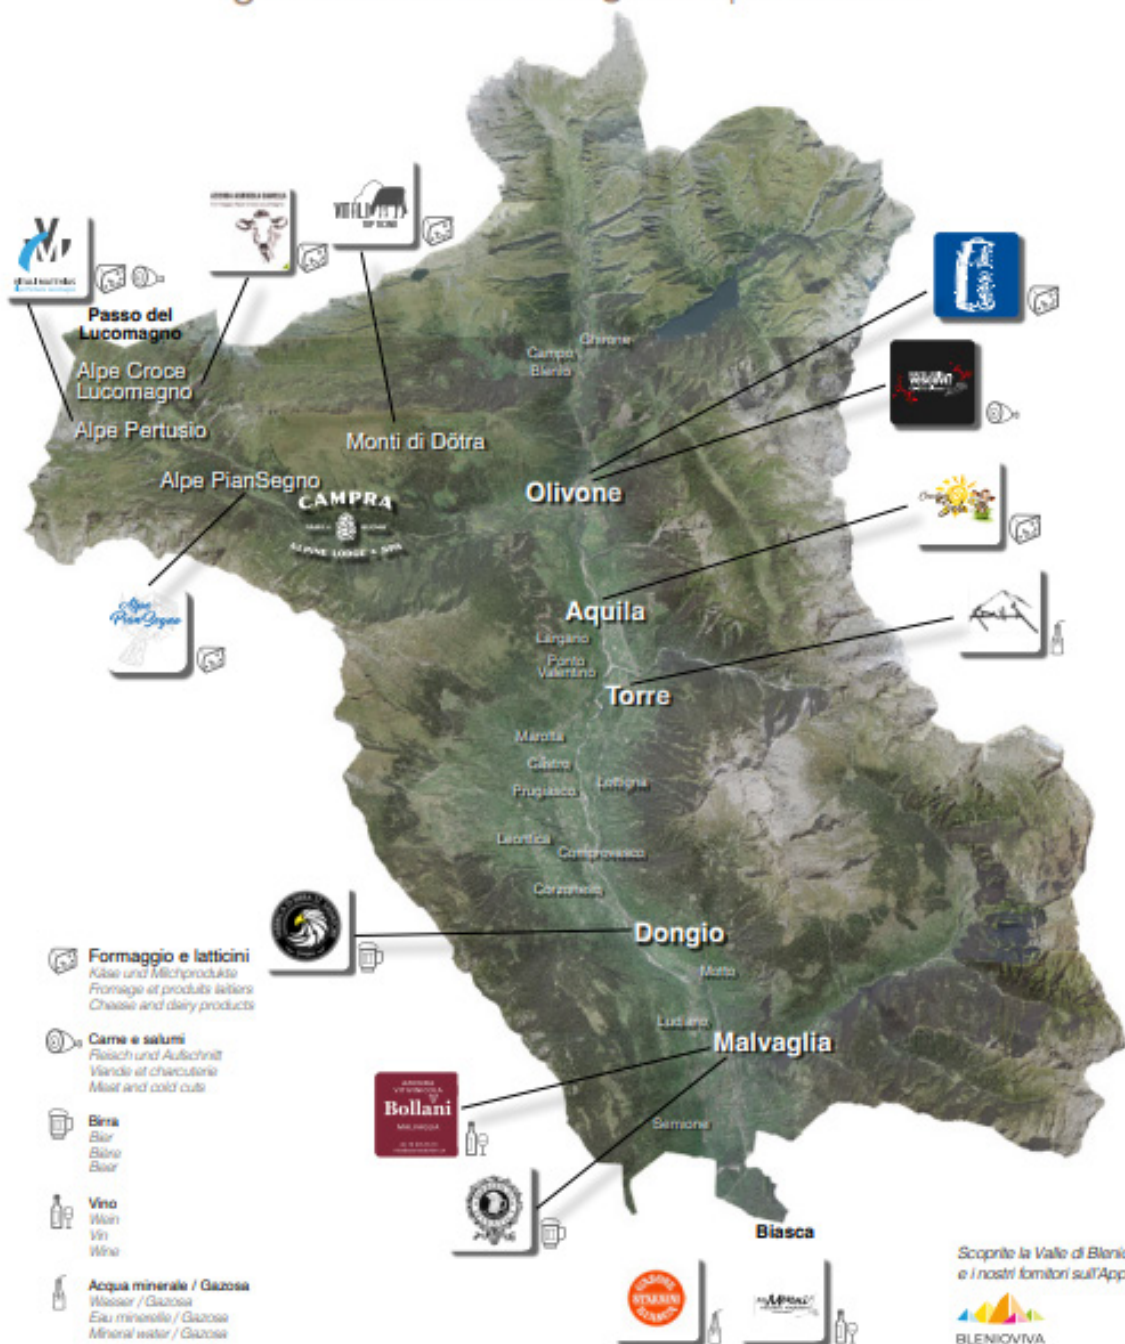 Passo del
Lucomagno
Alpe Croce
Lucomagno
Alpe Pertusio
Monti di Dötra
Alpe PianSegno
CAMPRA
ALPINE LODGE & SPA
Alpe
PianSegno
Ghirone
Campo
Blenio
Olivone
Aquila
Largario
Ponto
Valentino
Torre
Marolta
Castro
Prugiasco
Lottigna
Leontica
Comprovasco
Corzoneso
Dongio
Motto
Ludiano
Malvaglia
Bollani
MALVAGLIA
Semione
Biasca
Formaggio e latticini
Käse und Milchprodukte
Fromage et produits laitiers
Cheese and dairy products
Carne e salumi
Fleisch und Aufschnitt
Viande et charcuterie
Meat and cold cuts
Birra
Bier
Bière
Beer
Vino
Wein
Vin
Wine
Acqua minerale / Gazosa
Wasser / Gazosa
Eau minerelle / Gazosa
Mineral water / Gazosa
Scoprite la Valle di Blenio
e i nostri fornitori sull'App
BLENIOVIVA